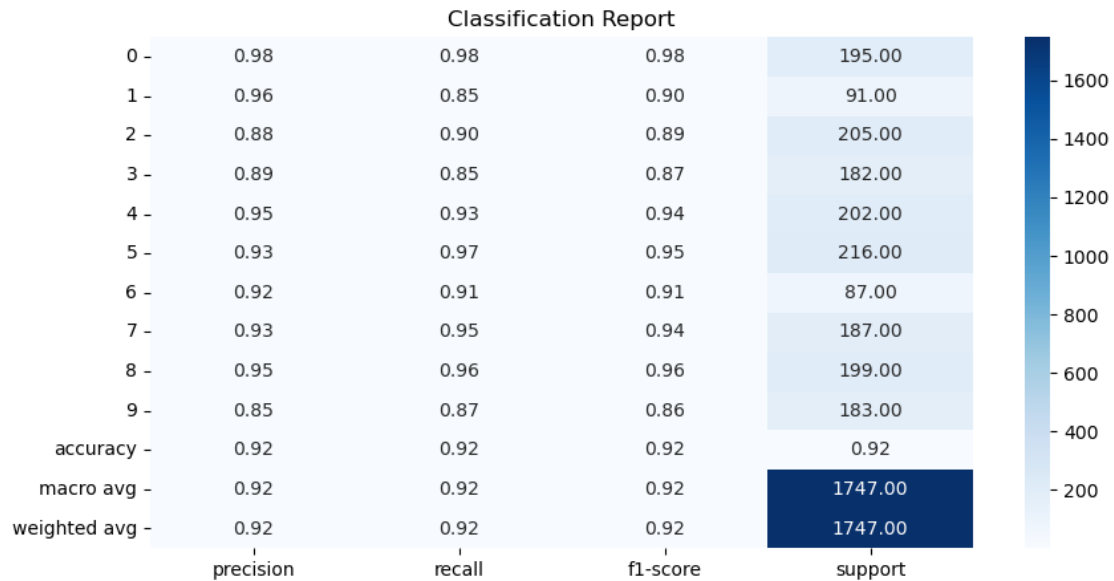 Classification Report
0 0.98 0.98 0.98 195.00
1 0.96 0.85 0.90 91.00
2 0.88 0.90 0.89 205.00
3 0.89 0.85 0.87 182.00
4 0.95 0.93 0.94 202.00
5 0.93 0.97 0.95 216.00
6 0.92 0.91 0.91 87.00
7 0.93 0.95 0.94 187.00
8 0.95 0.96 0.96 199.00
9 0.85 0.87 0.86 183.00
accuracy 0.92 0.92 0.92 0.92
macro avg 0.92 0.92 0.92 1747.00
weighted avg 0.92 0.92 0.92 1747.00
precision recall f1-score support
1600
1400
1200
1000
800
600
400
200